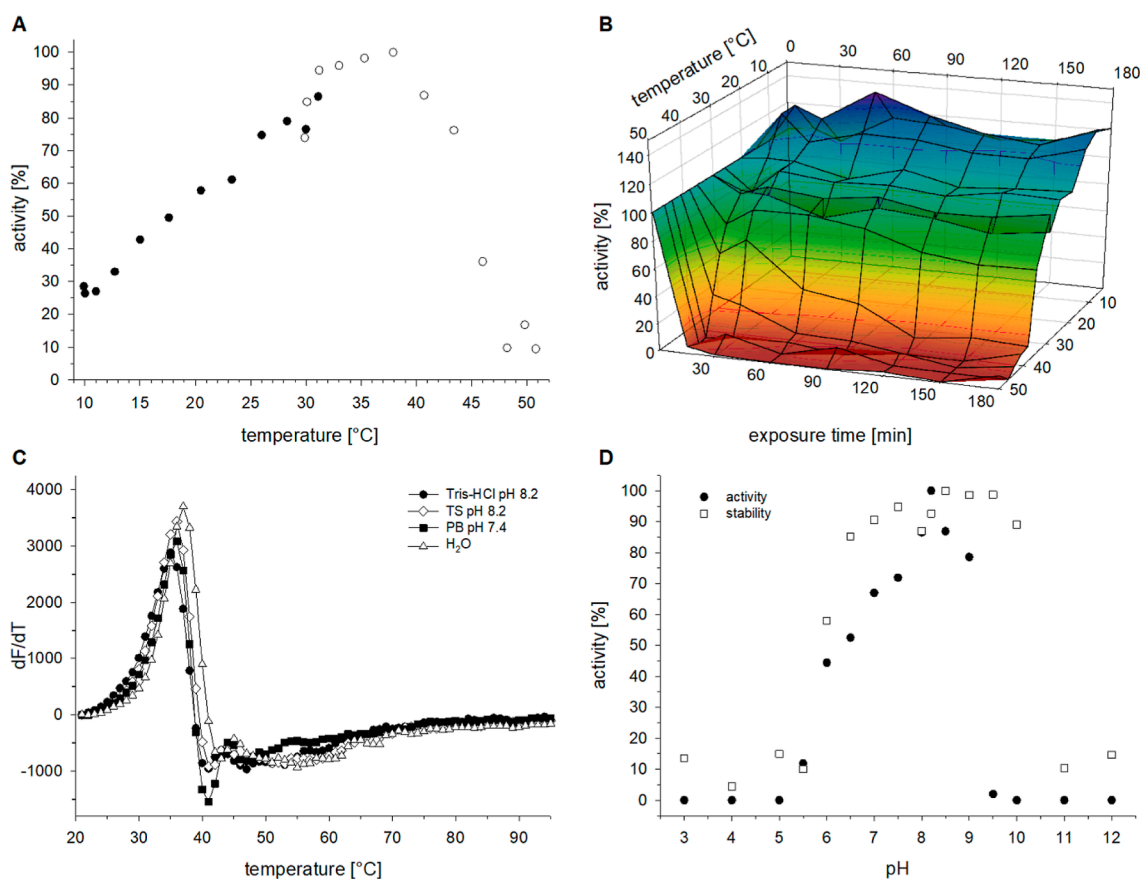 A
100
90
80
70
60
50
40
30
20
10
0
activity [%]
10 15 20 25 30 35 40 45 50
temperature [°C]
B
temperature [°C]
0 30 60 90 120 150 180
10
20
30
40
50
140
120
100
80
60
40
20
0
activity [%]
10
20
30
40
50
30 60 90 120 150 180
exposure time [min]
C
4000
3000
2000
1000
0
-1000
dF/dT
Tris-HCl pH 8.2
TS pH 8.2
PB pH 7.4
H₂O
20 30 40 50 60 70 80 90
temperature [°C]
D
100
90
80
70
60
50
40
30
20
10
0
activity [%]
activity
stability
3 4 5 6 7 8 9 10 11 12
pH